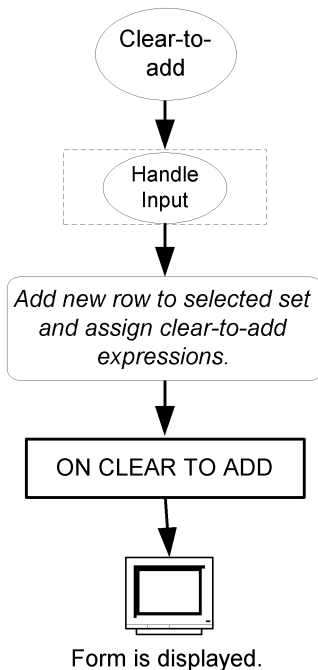 Clear-to-
add
Handle
Input
Add new row to selected set
and assign clear-to-add
expressions.
ON CLEAR TO ADD
Form is displayed.